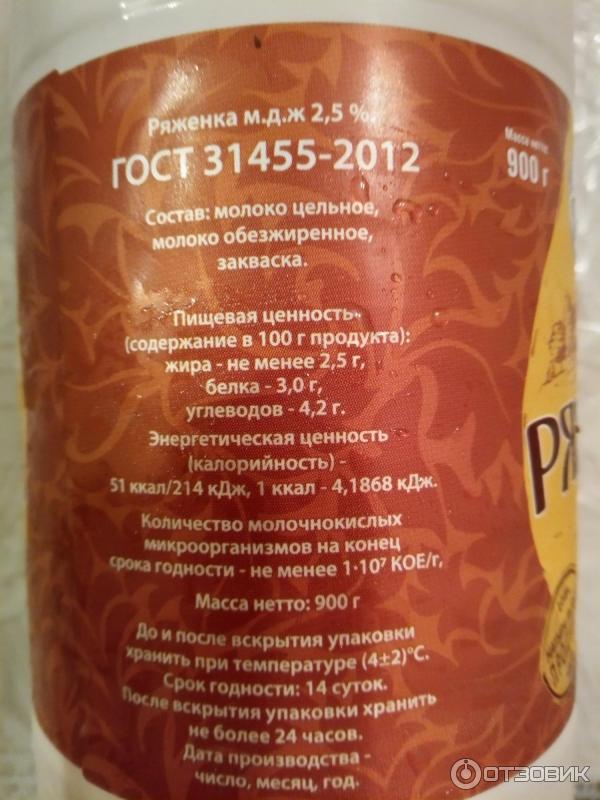 Ряженка м.д.ж 2,5 %.
ГОСТ 31455-2012
Состав: молоко цельное,
молоко обезжиренное,
закваска.
Пищевая ценность
(содержание в 100 г продукта):
жира - не менее 2,5 г,
белка - 3,0 г,
углеводов - 4,2 г.
Энергетическая ценность
(калорийность) -
51 ккал/214 кДж, 1 ккал - 4,1868 кДж.
Количество молочнокислых
микроорганизмов на конец
срока годности - не менее 1·10⁷ КОЕ/г,
Масса нетто: 900 г
До и после вскрытия упаковки
хранить при температуре (4±2)°С.
Срок годности: 14 суток.
После вскрытия упаковки хранить
не более 24 часов.
Дата производства -
число, месяц, год.
Масса нетто:
900 г
РЯ
ОТЗОВИК